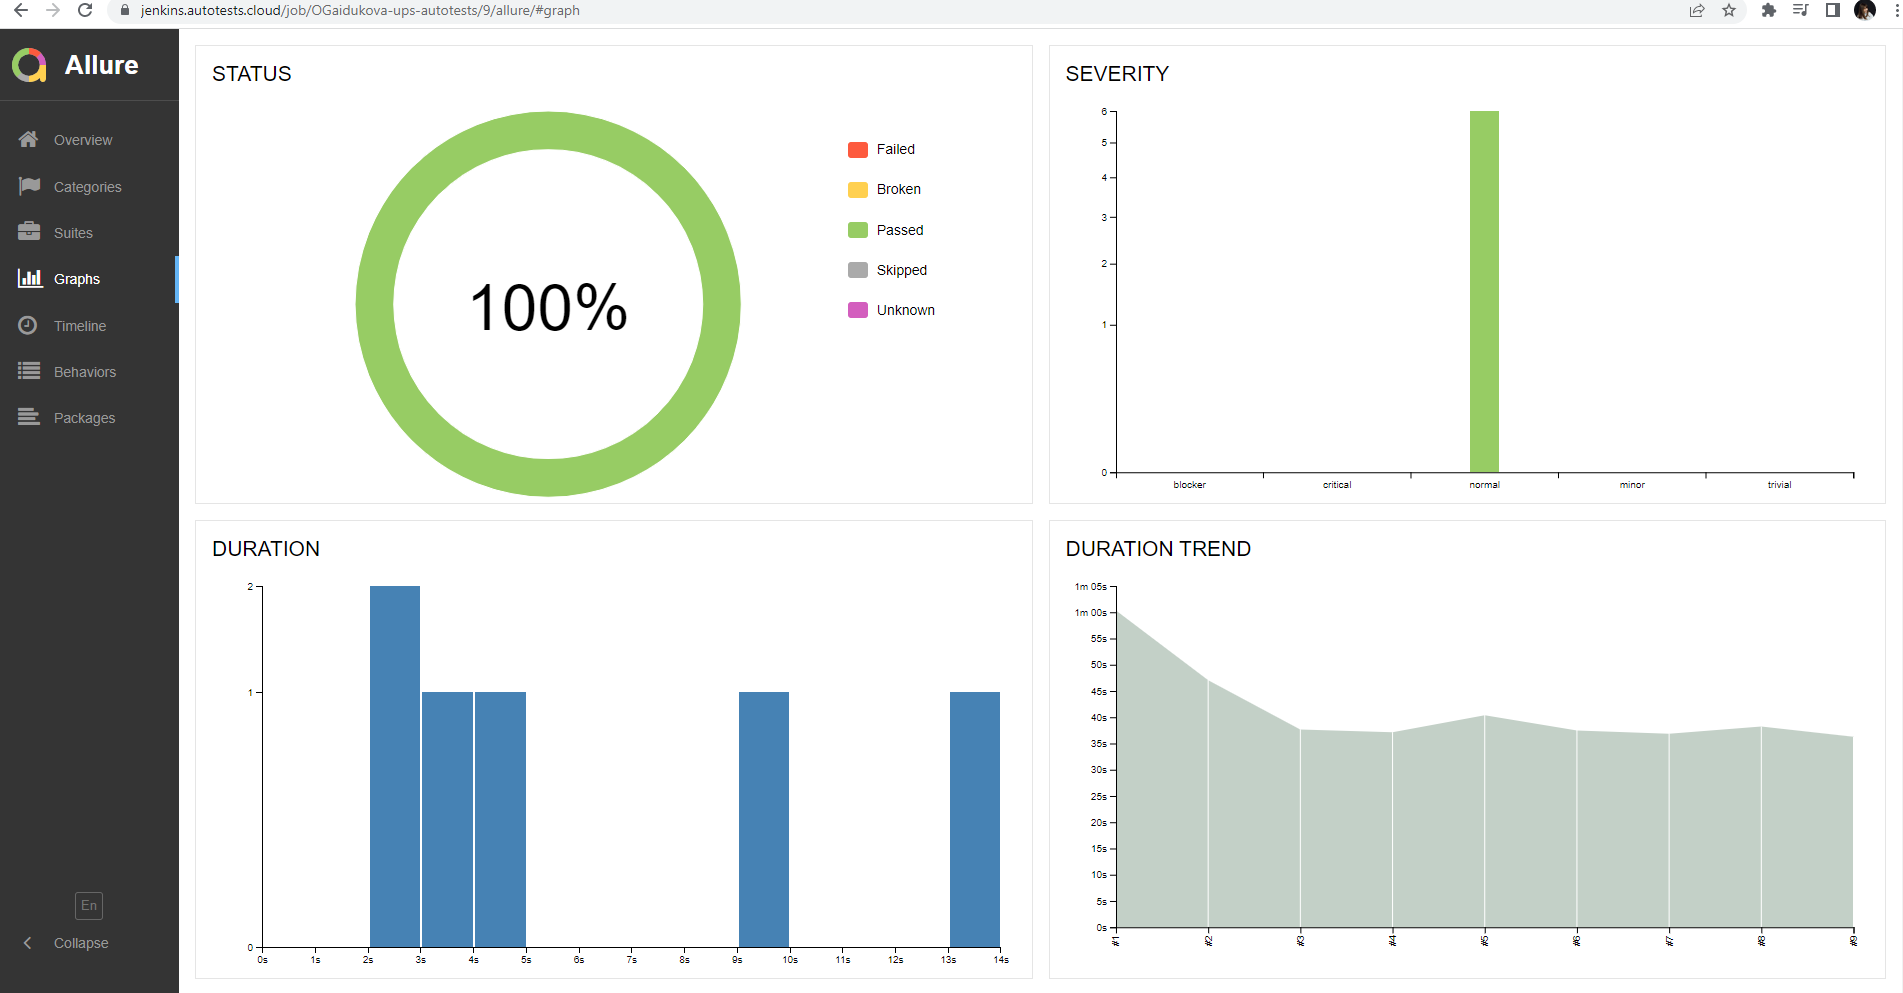 jenkins.autotests.cloud/job/OGaidukova-ups-autotests/9/allure/#graph
Allure
Overview
Categories
Suites
Graphs
Timeline
Behaviors
Packages
En
Collapse
STATUS
100%
Failed
Broken
Passed
Skipped
Unknown
SEVERITY
6
5
4
3
2
1
0
blocker critical normal minor trivial
DURATION
2
1
0
0s 1s 2s 3s 4s 5s 6s 7s 8s 9s 10s 11s 12s 13s 14s
DURATION TREND
1m 05s
1m 00s
55s
50s
45s
40s
35s
30s
25s
20s
15s
10s
5s
0s
#1 #2 #3 #4 #5 #6 #7 #8 #9